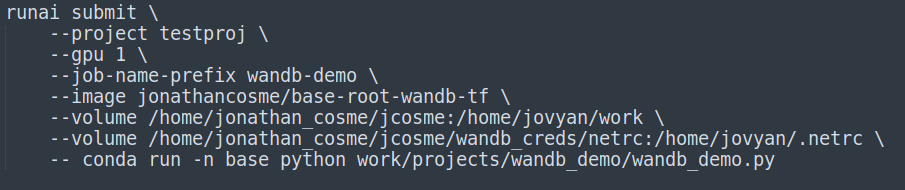 runai submit \
--project testproj \
--gpu 1 \
--job-name-prefix wandb-demo \
--image jonathancosme/base-root-wandb-tf \
--volume /home/jonathan_cosme/jcosme:/home/jovyan/work \
--volume /home/jonathan_cosme/jcosme/wandb_creds/netrc:/home/jovyan/.netrc \
-- conda run -n base python work/projects/wandb_demo/wandb_demo.py